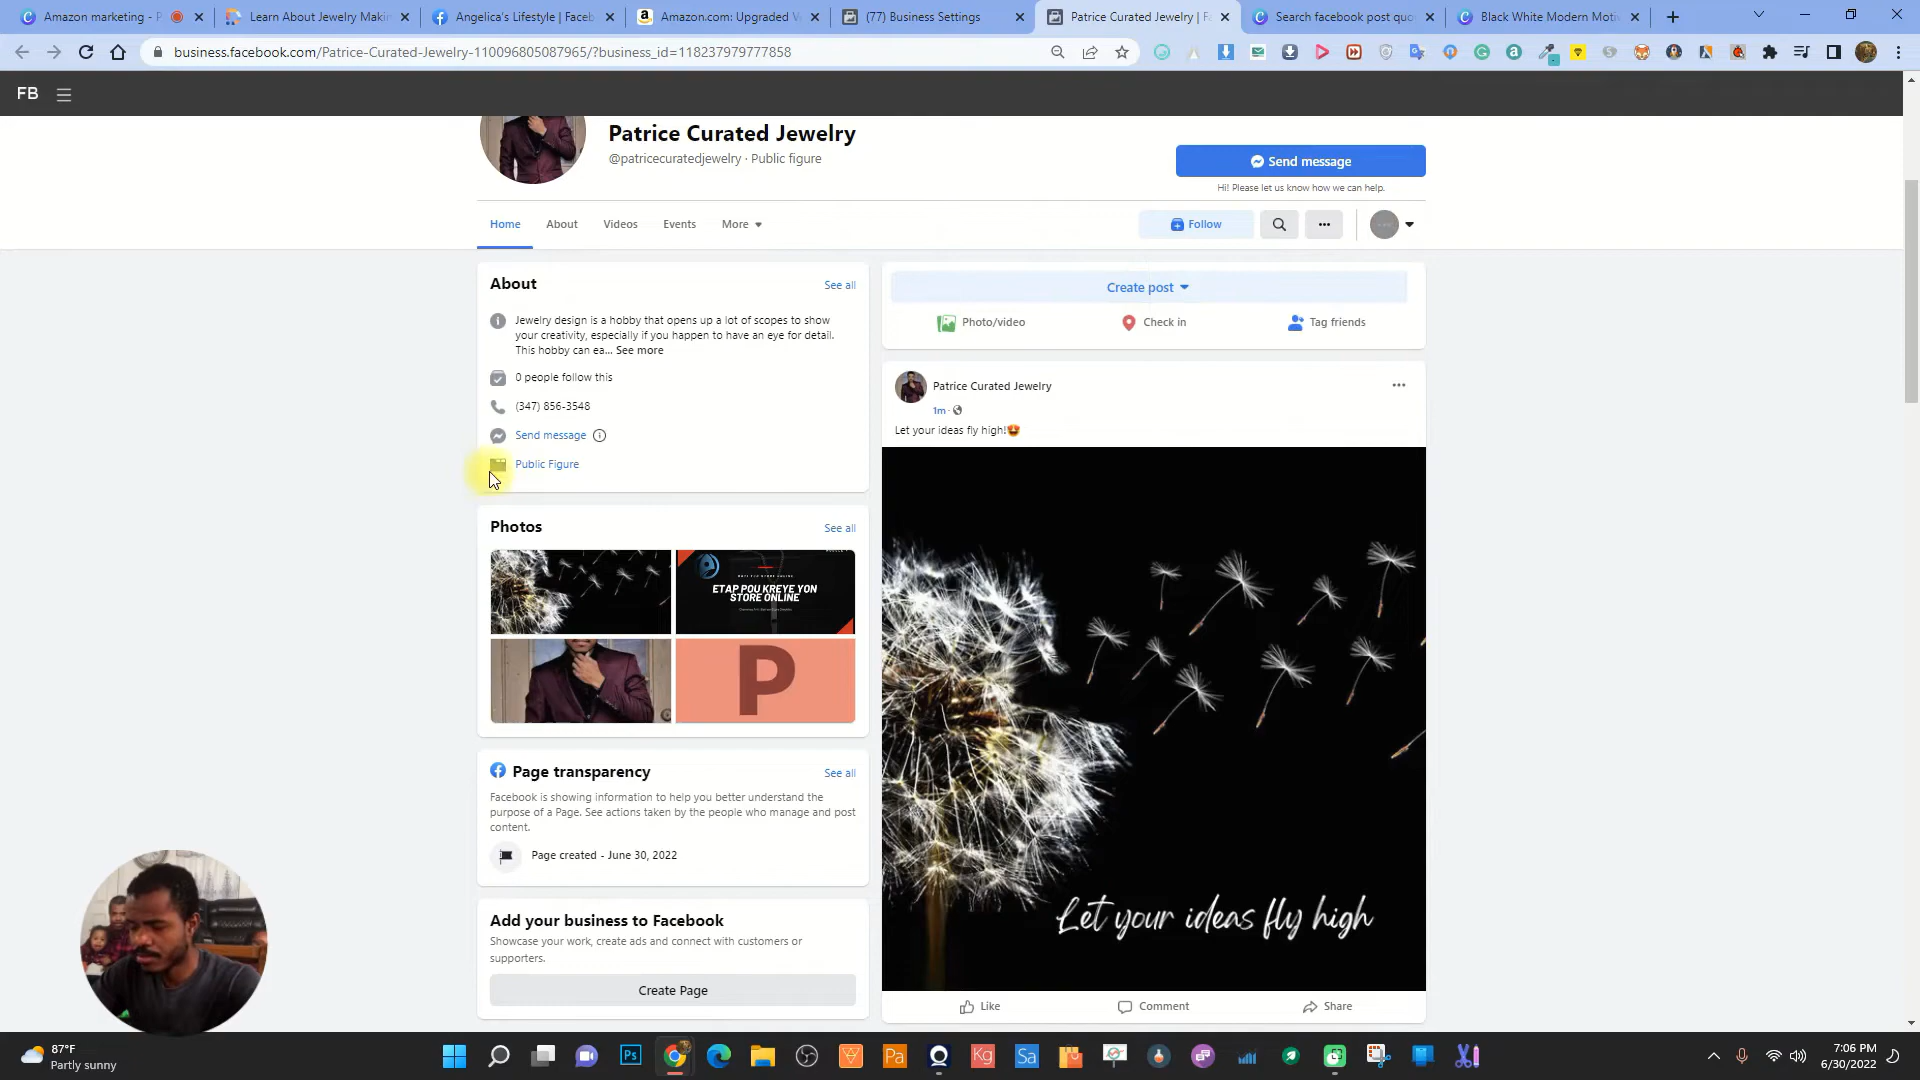 Amazon marketing - P
Learn About Jewelry Makin
Angelica's Lifestyle | Faceb
Amazon.com: Upgraded V
(77) Business Settings
Patrice Curated Jewelry | Fa
Search facebook post quo
Black White Modern Moti
business.facebook.com/Patrice-Curated-Jewelry-110096805087965/?business_id=118237979777858
FB
Patrice Curated Jewelry
@patricecuratedjewelry · Public figure
Send message
Hi! Please let us know how we can help.
Home
About
Videos
Events
More
Follow
About
See all
Jewelry design is a hobby that opens up a lot of scopes to show
your creativity, especially if you happen to have an eye for detail.
This hobby can ea... See more
0 people follow this
(347) 856-3548
Send message
Public Figure
Photos
See all
ETAP POU KREYE YON
STORE ONLINE
P
Page transparency
See all
Facebook is showing information to help you better understand the
purpose of a Page. See actions taken by the people who manage and post
content.
Page created - June 30, 2022
Add your business to Facebook
Showcase your work, create ads and connect with customers or
supporters.
Create Page
Create post
Photo/video
Check in
Tag friends
Patrice Curated Jewelry
1m ·
Let your ideas fly high!🤩
Let your ideas fly high
Like
Comment
Share
87°F
Partly sunny
Ps
Pa
Kg
Sa
7:06 PM
6/30/2022